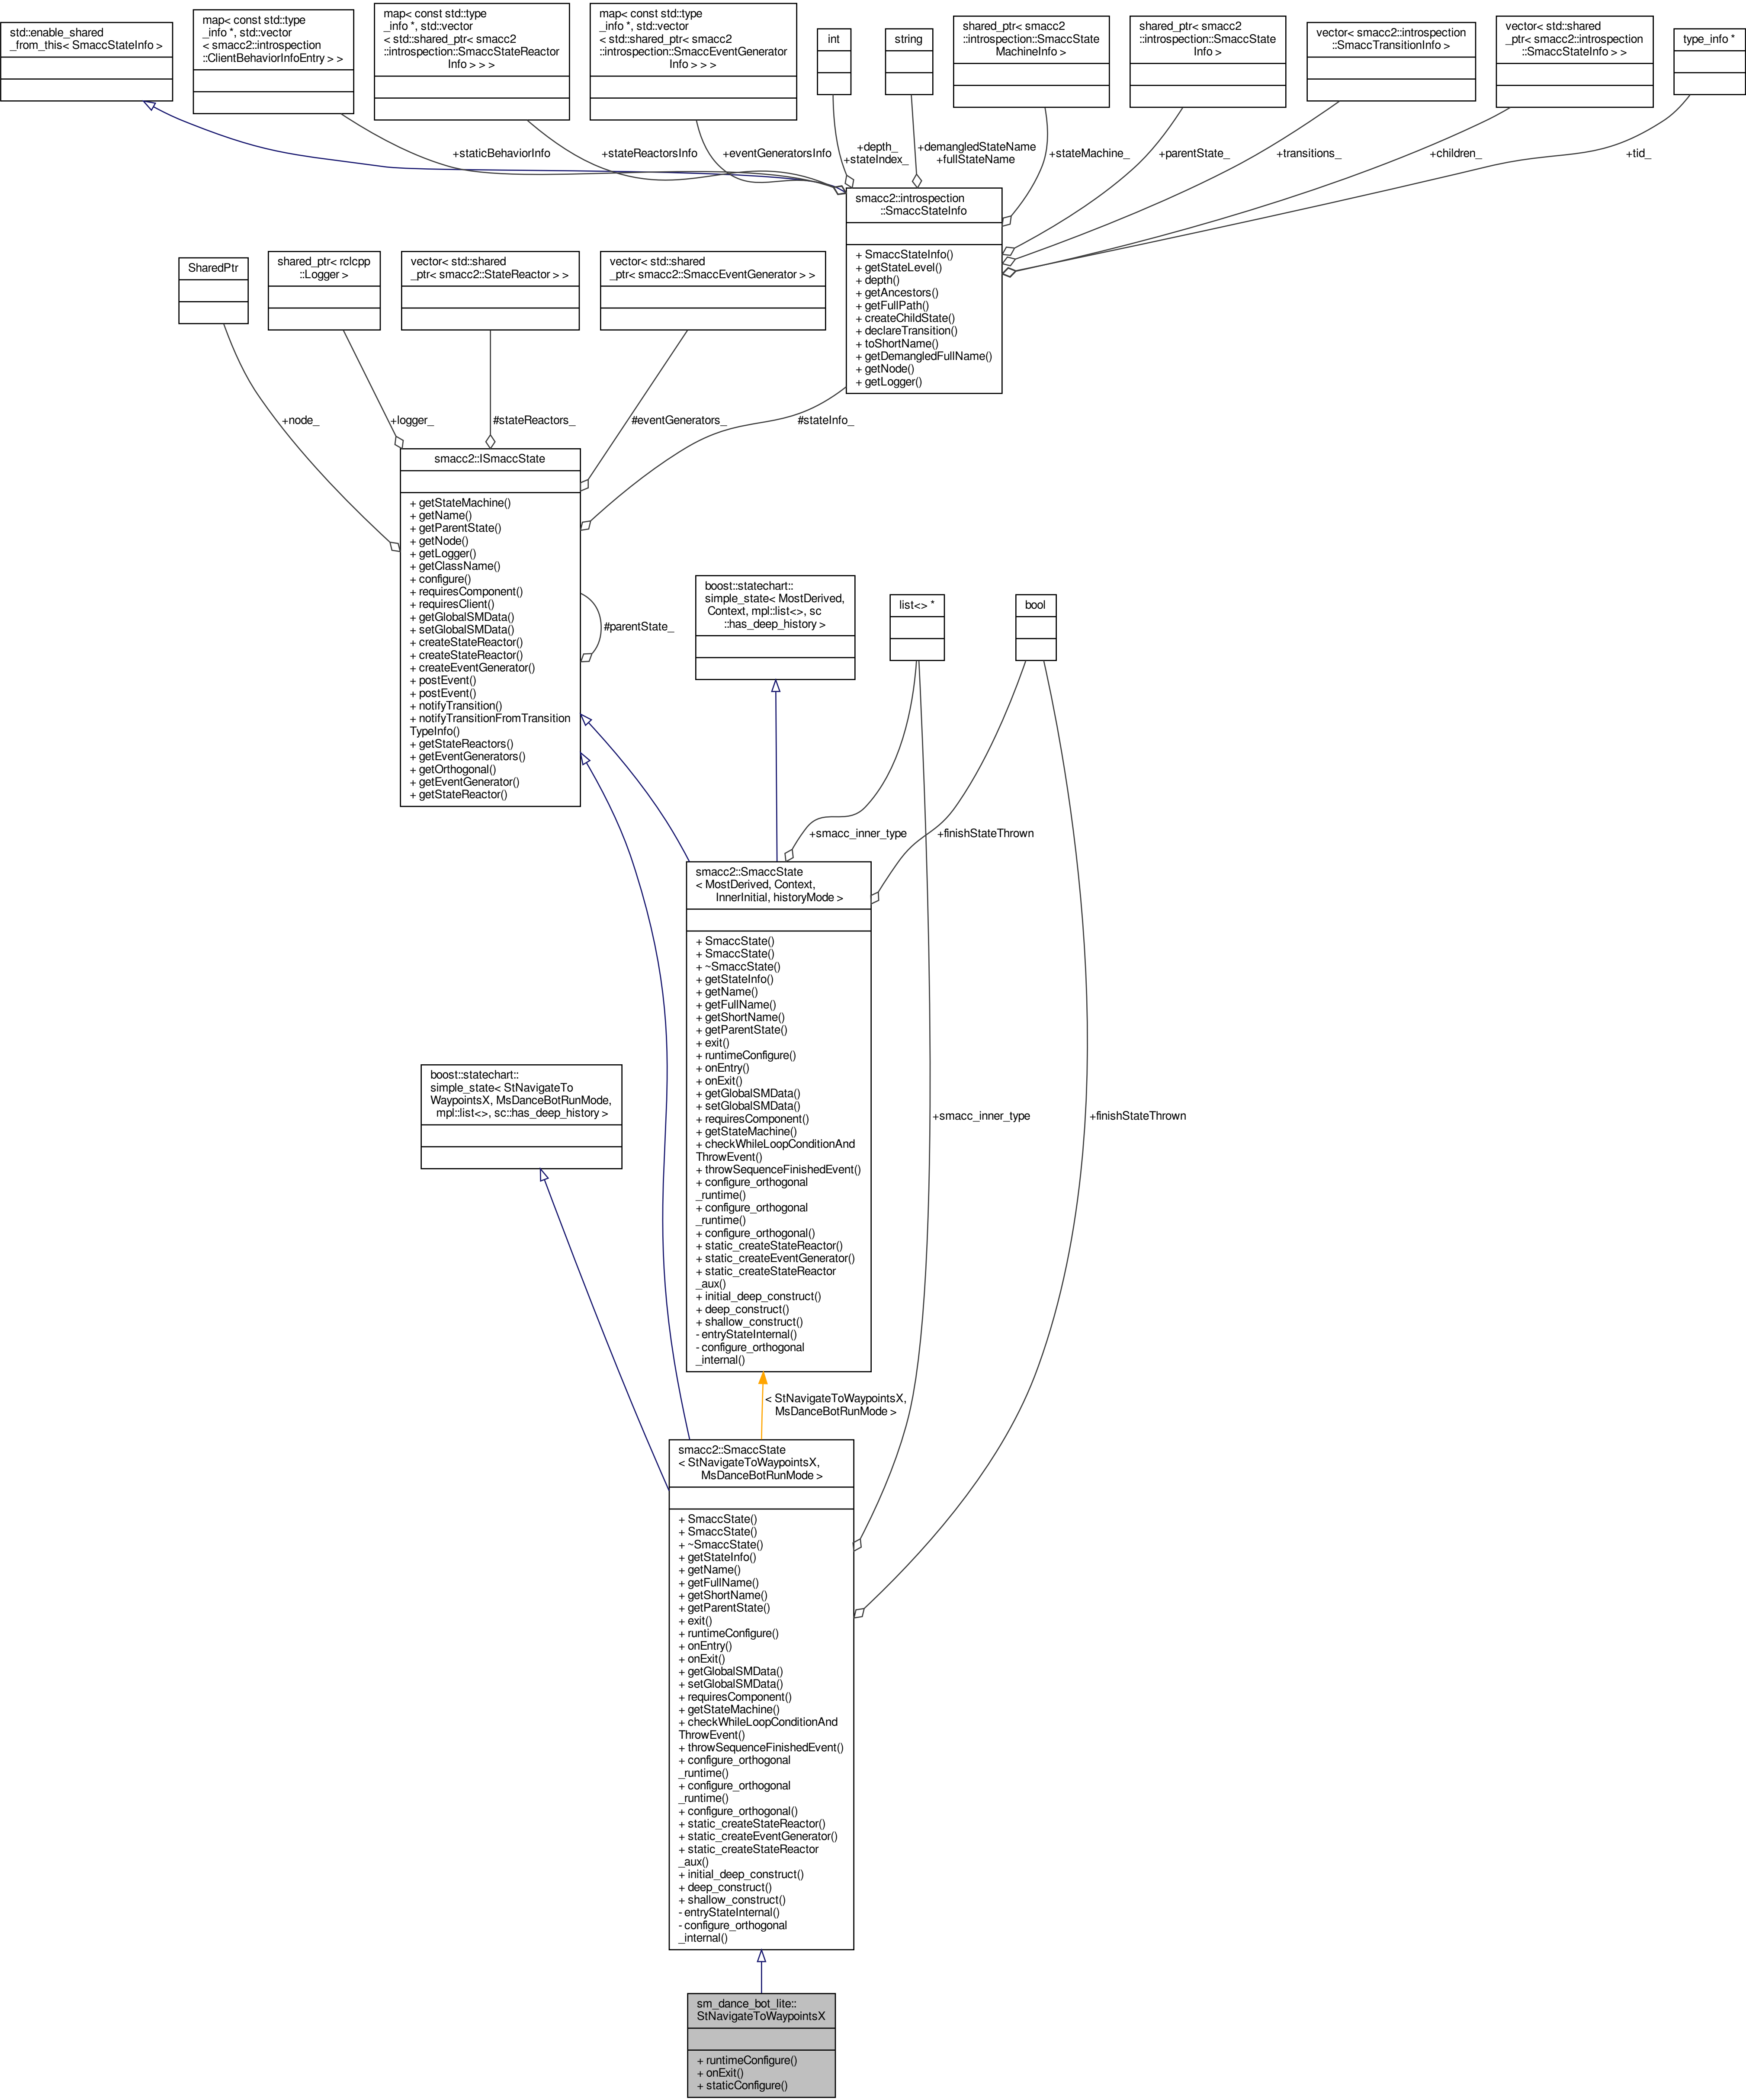 std::enable_shared
_from_this< SmaccStateInfo >
map< const std::type
_info *, std::vector
< smacc2::introspection
::ClientBehaviorInfoEntry > >
map< const std::type
_info *, std::vector
< std::shared_ptr< smacc2
::introspection::SmaccStateReactor
Info > > >
map< const std::type
_info *, std::vector
< std::shared_ptr< smacc2
::introspection::SmaccEventGenerator
Info > > >
int
string
shared_ptr< smacc2
::introspection::SmaccState
MachineInfo >
shared_ptr< smacc2
::introspection::SmaccState
Info >
vector< smacc2::introspection
::SmaccTransitionInfo >
vector< std::shared
_ptr< smacc2::introspection
::SmaccStateInfo > >
type_info *
+staticBehaviorInfo
+stateReactorsInfo
+eventGeneratorsInfo
+depth_
+stateIndex_
+demangledStateName
+fullStateName
+stateMachine_
+parentState_
+transitions_
+children_
+tid_
smacc2::introspection
::SmaccStateInfo
+ SmaccStateInfo()
+ getStateLevel()
+ depth()
+ getAncestors()
+ getFullPath()
+ createChildState()
+ declareTransition()
+ toShortName()
+ getDemangledFullName()
+ getNode()
+ getLogger()
SharedPtr
shared_ptr< rclcpp
::Logger >
vector< std::shared
_ptr< smacc2::StateReactor > >
vector< std::shared
_ptr< smacc2::SmaccEventGenerator > >
+node_
+logger_
#stateReactors_
#eventGenerators_
#stateInfo_
smacc2::ISmaccState
+ getStateMachine()
+ getName()
+ getParentState()
+ getNode()
+ getLogger()
+ getClassName()
+ configure()
+ requiresComponent()
+ requiresClient()
+ getGlobalSMData()
+ setGlobalSMData()
+ createStateReactor()
+ createStateReactor()
+ createEventGenerator()
+ postEvent()
+ postEvent()
+ notifyTransition()
+ notifyTransitionFromTransition
TypeInfo()
+ getStateReactors()
+ getEventGenerators()
+ getOrthogonal()
+ getEventGenerator()
+ getStateReactor()
#parentState_
boost::statechart::
simple_state< MostDerived,
Context, mpl::list<>, sc
::has_deep_history >
list<> *
bool
+smacc_inner_type
+finishStateThrown
smacc2::SmaccState
< MostDerived, Context,
InnerInitial, historyMode >
+ SmaccState()
+ SmaccState()
+ ~SmaccState()
+ getStateInfo()
+ getName()
+ getFullName()
+ getShortName()
+ getParentState()
+ exit()
+ runtimeConfigure()
+ onEntry()
+ onExit()
+ getGlobalSMData()
+ setGlobalSMData()
+ requiresComponent()
+ getStateMachine()
+ checkWhileLoopConditionAnd
ThrowEvent()
+ throwSequenceFinishedEvent()
+ configure_orthogonal
_runtime()
+ configure_orthogonal
_runtime()
+ configure_orthogonal()
+ static_createStateReactor()
+ static_createEventGenerator()
+ static_createStateReactor
_aux()
+ initial_deep_construct()
+ deep_construct()
+ shallow_construct()
- entryStateInternal()
- configure_orthogonal
_internal()
boost::statechart::
simple_state< StNavigateTo
WaypointsX, MsDanceBotRunMode,
mpl::list<>, sc::has_deep_history >
+smacc_inner_type
+finishStateThrown
< StNavigateToWaypointsX,
MsDanceBotRunMode >
smacc2::SmaccState
< StNavigateToWaypointsX,
MsDanceBotRunMode >
+ SmaccState()
+ SmaccState()
+ ~SmaccState()
+ getStateInfo()
+ getName()
+ getFullName()
+ getShortName()
+ getParentState()
+ exit()
+ runtimeConfigure()
+ onEntry()
+ onExit()
+ getGlobalSMData()
+ setGlobalSMData()
+ requiresComponent()
+ getStateMachine()
+ checkWhileLoopConditionAnd
ThrowEvent()
+ throwSequenceFinishedEvent()
+ configure_orthogonal
_runtime()
+ configure_orthogonal
_runtime()
+ configure_orthogonal()
+ static_createStateReactor()
+ static_createEventGenerator()
+ static_createStateReactor
_aux()
+ initial_deep_construct()
+ deep_construct()
+ shallow_construct()
- entryStateInternal()
- configure_orthogonal
_internal()
sm_dance_bot_lite::
StNavigateToWaypointsX
+ runtimeConfigure()
+ onExit()
+ staticConfigure()